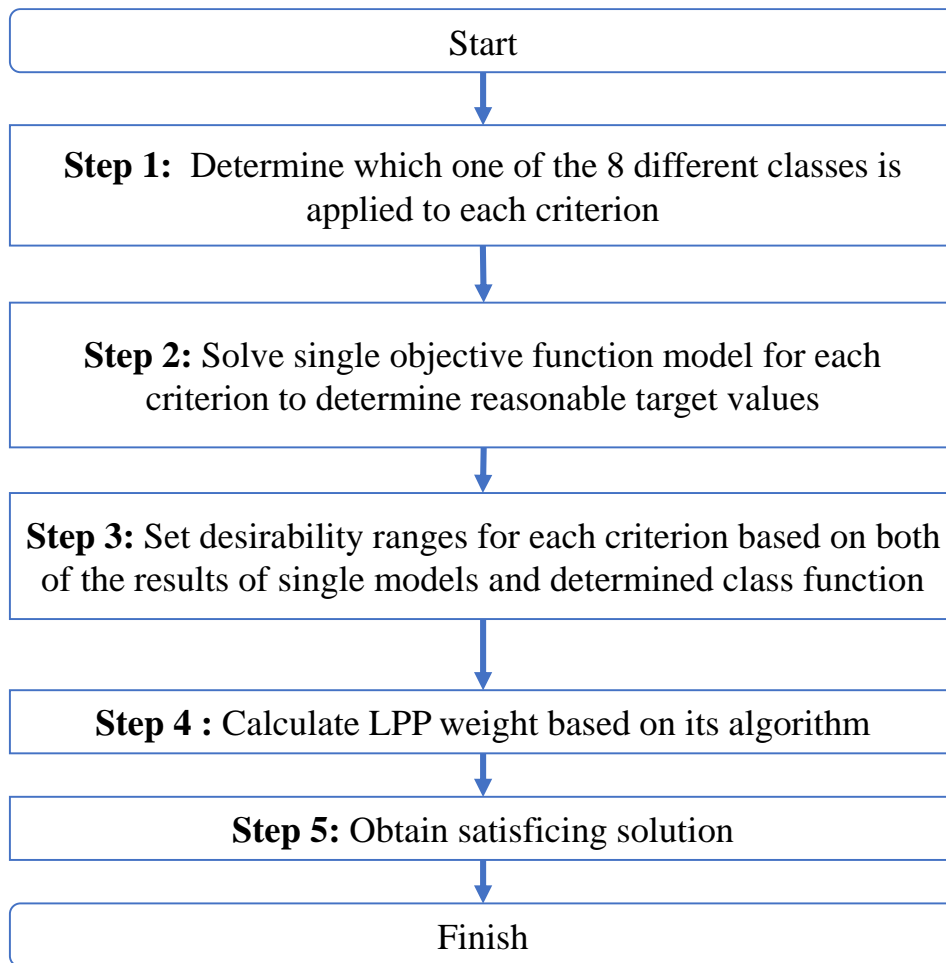 Start
Step 1:  Determine which one of the 8 different classes is
applied to each criterion
Step 2: Solve single objective function model for each
criterion to determine reasonable target values
Step 3: Set desirability ranges for each criterion based on both
of the results of single models and determined class function
Step 4 : Calculate LPP weight based on its algorithm
Step 5: Obtain satisficing solution
Finish